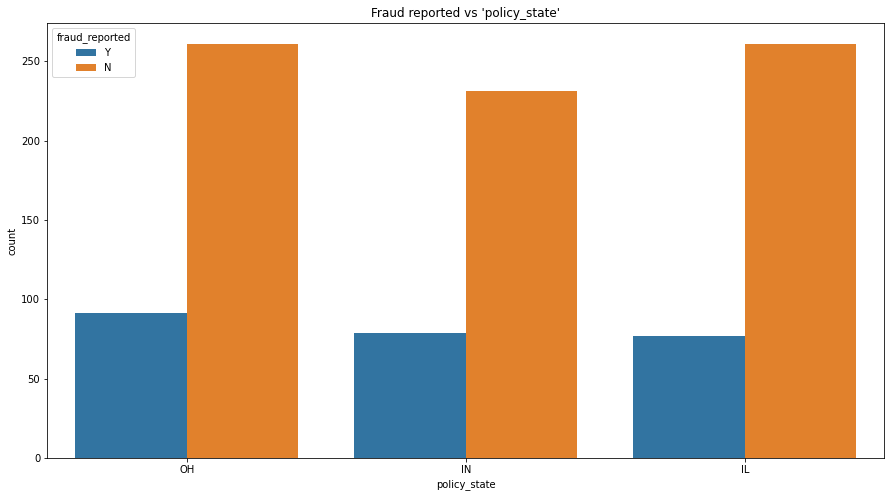 Fraud reported vs 'policy_state'
fraud_reported
Y
N
250
200
150
100
50
0
count
OH
IN
IL
policy_state